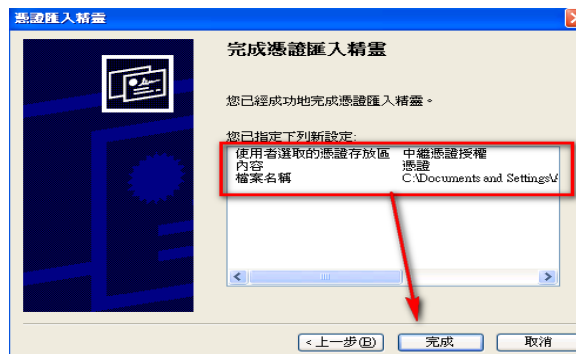 憑證匯入精靈
完成憑證匯入精靈
您已經成功地完成憑證匯入精靈。
您已指定下列新設定:
使用者選取的憑證存放區 中繼憑證授權
內容 憑證
檔案名稱 C:\Documents and Settings\A
<上一步(B) 完成 取消